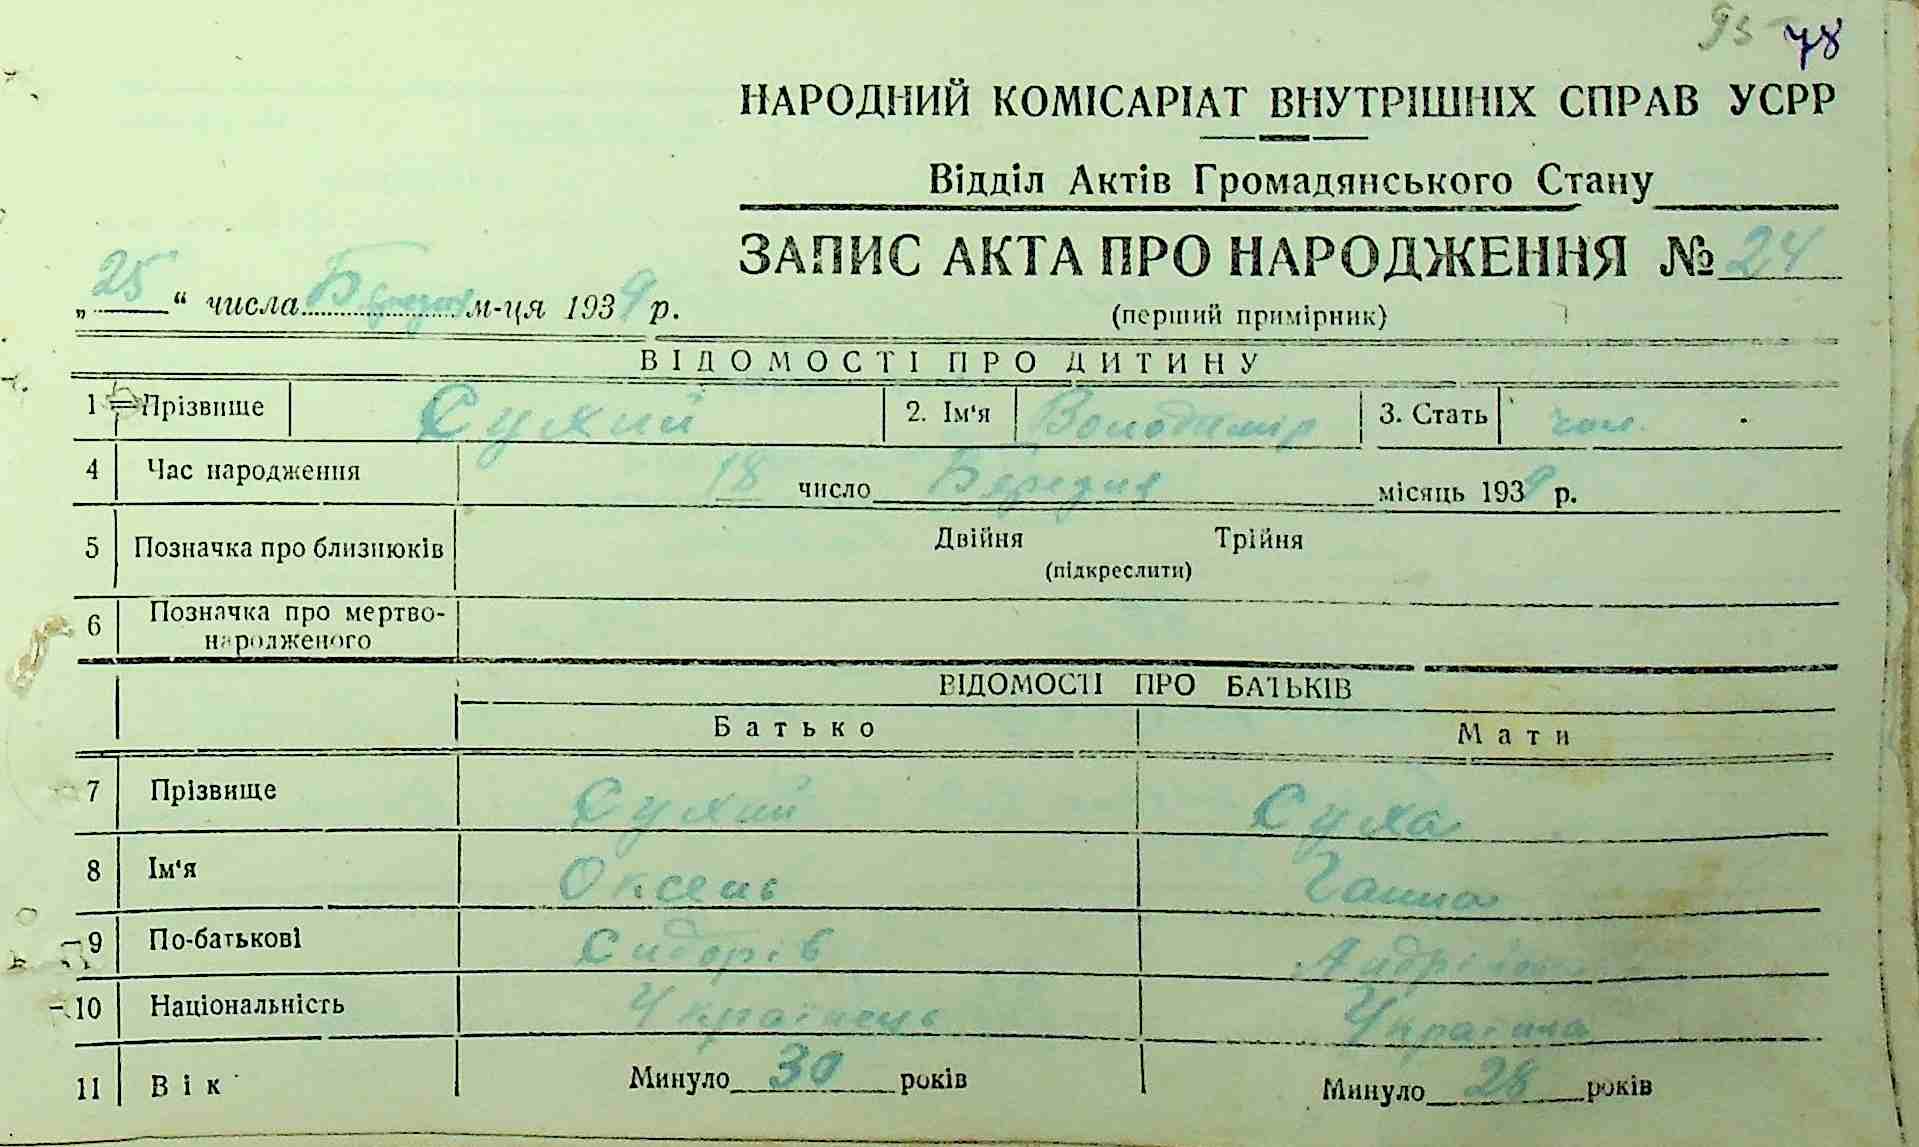 93 78
НАРОДНИЙ КОМІСАРІАТ ВНУТРІШНІХ СПРАВ УСРР
Відділ Актів Громадянського Стану
ЗАПИС АКТА ПРО НАРОДЖЕННЯ № 24
„25“ числа Березня м-ця 1939 р.
(перший примірник)
ВІДОМОСТІ ПРО ДИТИНУ
1 Прізвище Сухий 2. Ім'я Володимір 3. Стать чол.
4 Час народження 18 число Березня місяць 1939 р.
5 Позначка про близнюків Двійня Трійня
(підкреслити)
6 Позначка про мертво-
народженого
ВІДОМОСТІ ПРО БАТЬКІВ
Батько Мати
7 Прізвище Сухий Суха
8 Ім'я Оксень Ганна
9 По-батькові Сидорів
10 Національність Українець Українка
11 Вік Минуло 30 років Минуло 28 років